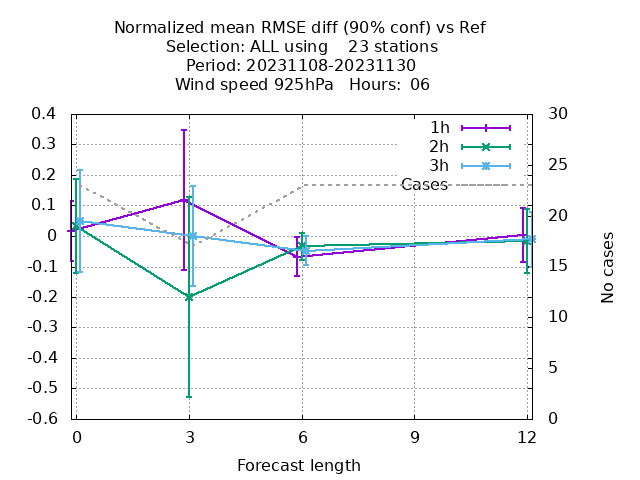 Normalized mean RMSE diff (90% conf) vs Ref
Selection: ALL using    23 stations
Period: 20231108-20231130
Wind speed 925hPa   Hours:  06
0.4
0.3
0.2
0.1
0
-0.1
-0.2
-0.3
-0.4
-0.5
-0.6
30
25
20
15
10
5
0
1h
2h
3h
Cases
No cases
0
3
6
9
12
Forecast length